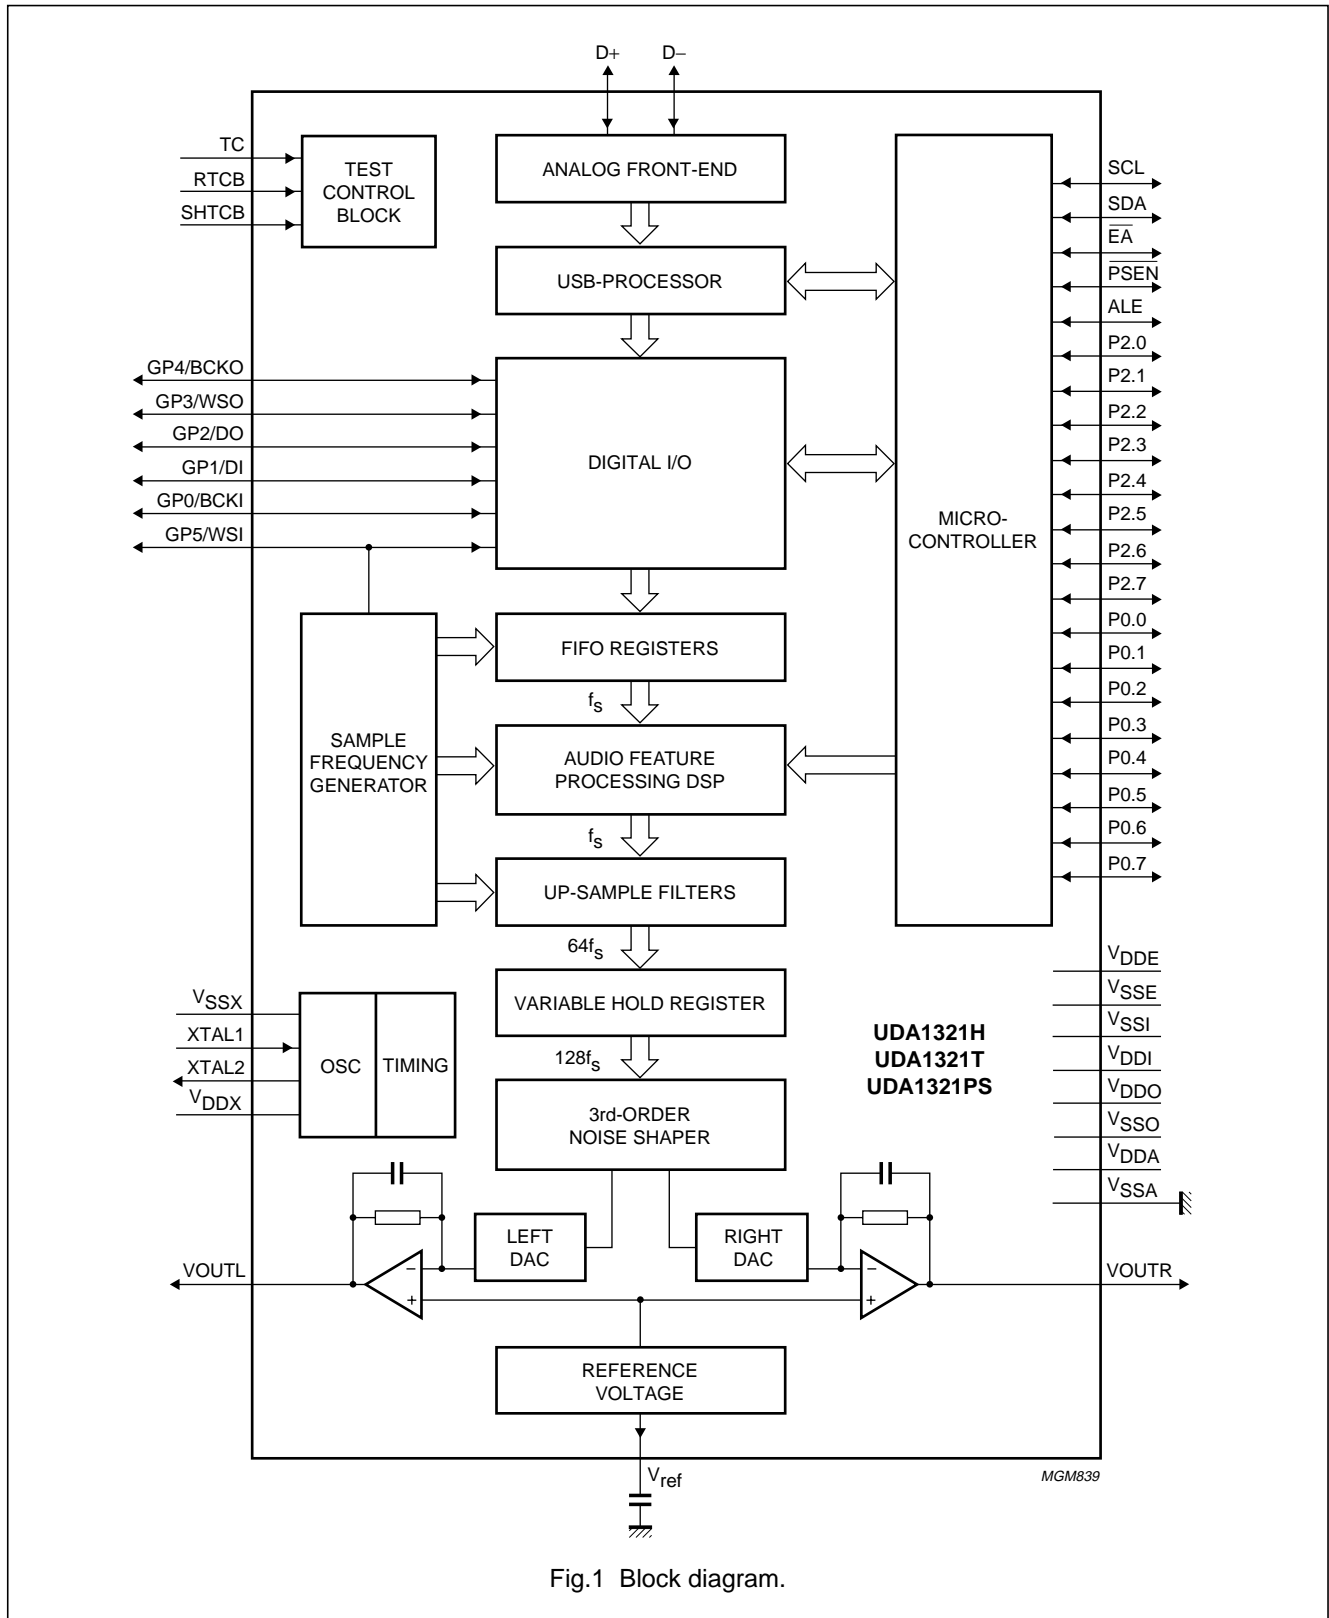 D+
D−
TC
RTCB
SHTCB
TEST
CONTROL
BLOCK
ANALOG FRONT-END
USB-PROCESSOR
GP4/BCKO
GP3/WSO
GP2/DO
GP1/DI
GP0/BCKI
GP5/WSI
DIGITAL I/O
MICRO-
CONTROLLER
SCL
SDA
EA
PSEN
ALE
P2.0
P2.1
P2.2
P2.3
P2.4
P2.5
P2.6
P2.7
P0.0
P0.1
P0.2
P0.3
P0.4
P0.5
P0.6
P0.7
SAMPLE
FREQUENCY
GENERATOR
FIFO REGISTERS
fs
AUDIO FEATURE
PROCESSING DSP
fs
UP-SAMPLE FILTERS
64fs
VARIABLE HOLD REGISTER
128fs
3rd-ORDER
NOISE SHAPER
VSSX
XTAL1
XTAL2
VDDX
OSC
TIMING
UDA1321H
UDA1321T
UDA1321PS
VDDE
VSSE
VSSI
VDDI
VDDO
VSSO
VDDA
VSSA
LEFT
DAC
RIGHT
DAC
−
+
−
+
VOUTL
VOUTR
REFERENCE
VOLTAGE
Vref
MGM839
Fig.1 Block diagram.